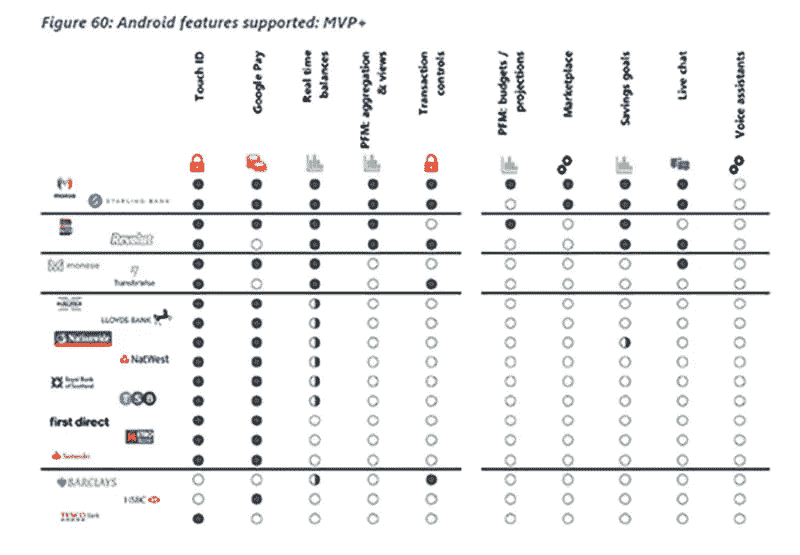 Figure 60: Android features supported: MVP+
Touch ID
Google Pay
Real time
balances
PFM: aggregation
& views
Transaction
controls
PFM: budgets /
projections
Marketplace
Savings goals
Live chat
Voice assistants
monzo
STARLING BANK
Revolut
monese
TransferWise
HALIFAX
LLOYDS BANK
Nationwide
NatWest
Royal Bank
of Scotland
TSB
first direct
Santander
BARCLAYS
HSBC
TESCO Bank